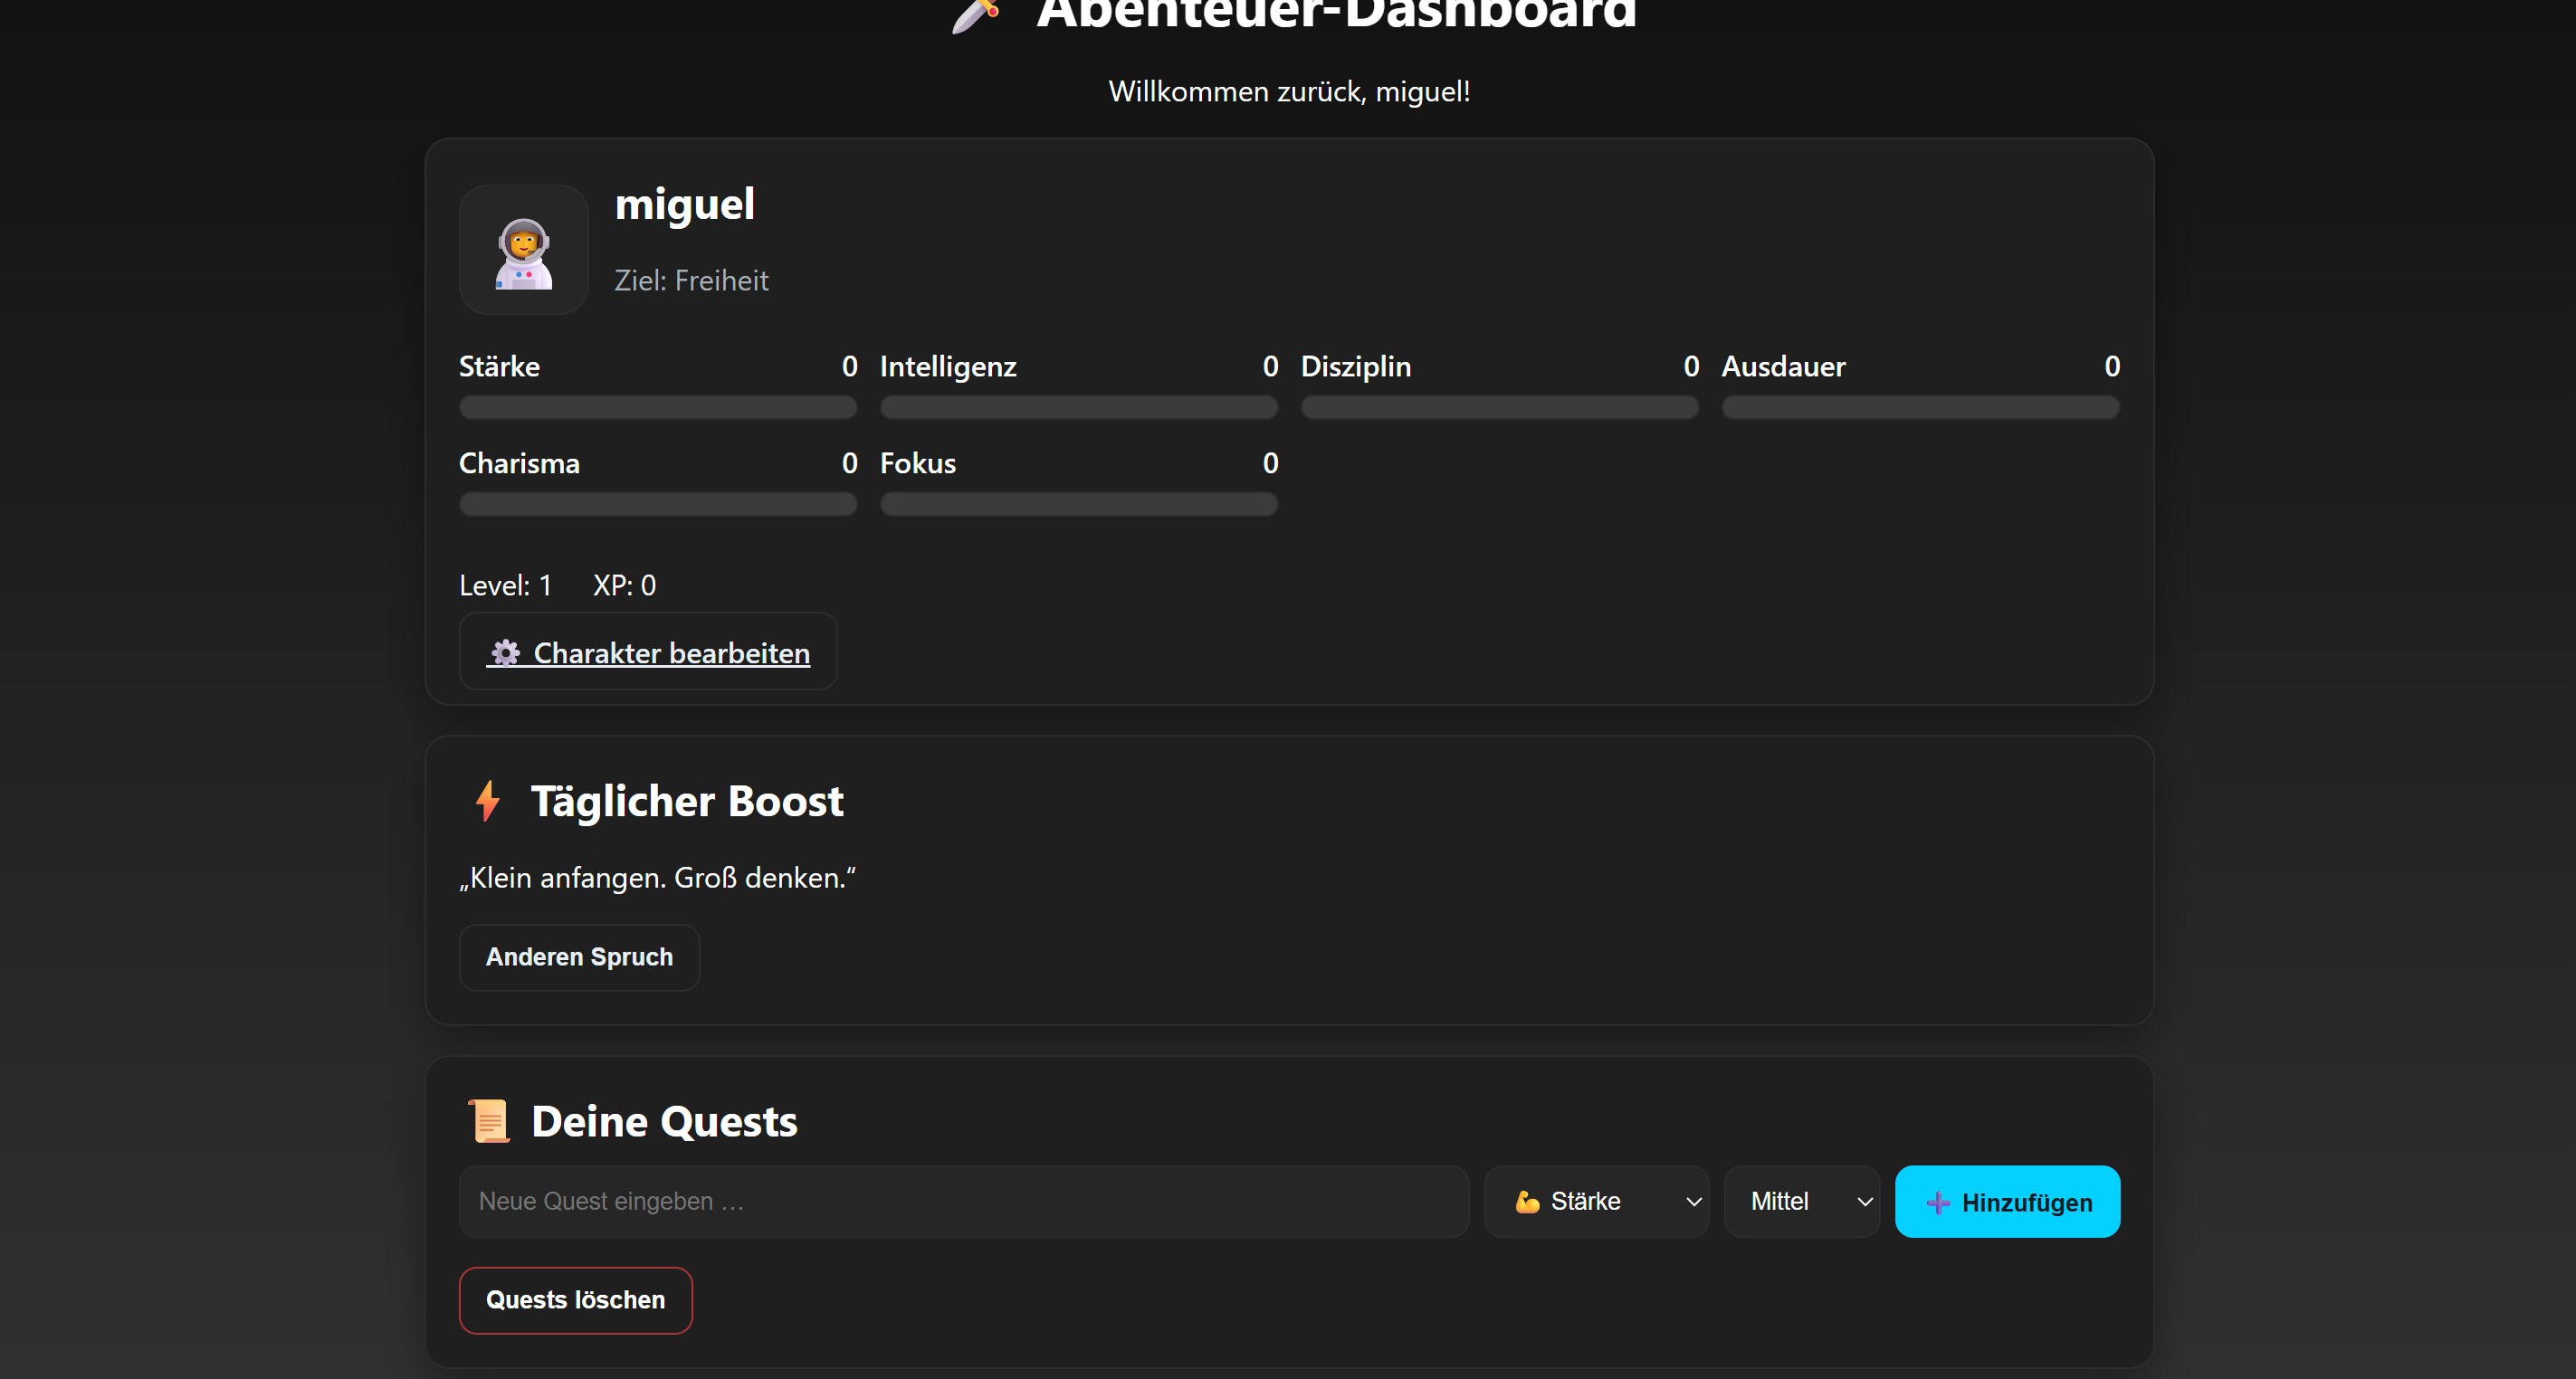 Abenteuer-Dashboard
Willkommen zurück, miguel!
miguel
Ziel: Freiheit
Stärke 0 Intelligenz 0 Disziplin 0 Ausdauer 0
Charisma 0 Fokus 0
Level: 1 XP: 0
Charakter bearbeiten
Täglicher Boost
„Klein anfangen. Groß denken.“
Anderen Spruch
Deine Quests
Neue Quest eingeben … Stärke Mittel Hinzufügen
Quests löschen